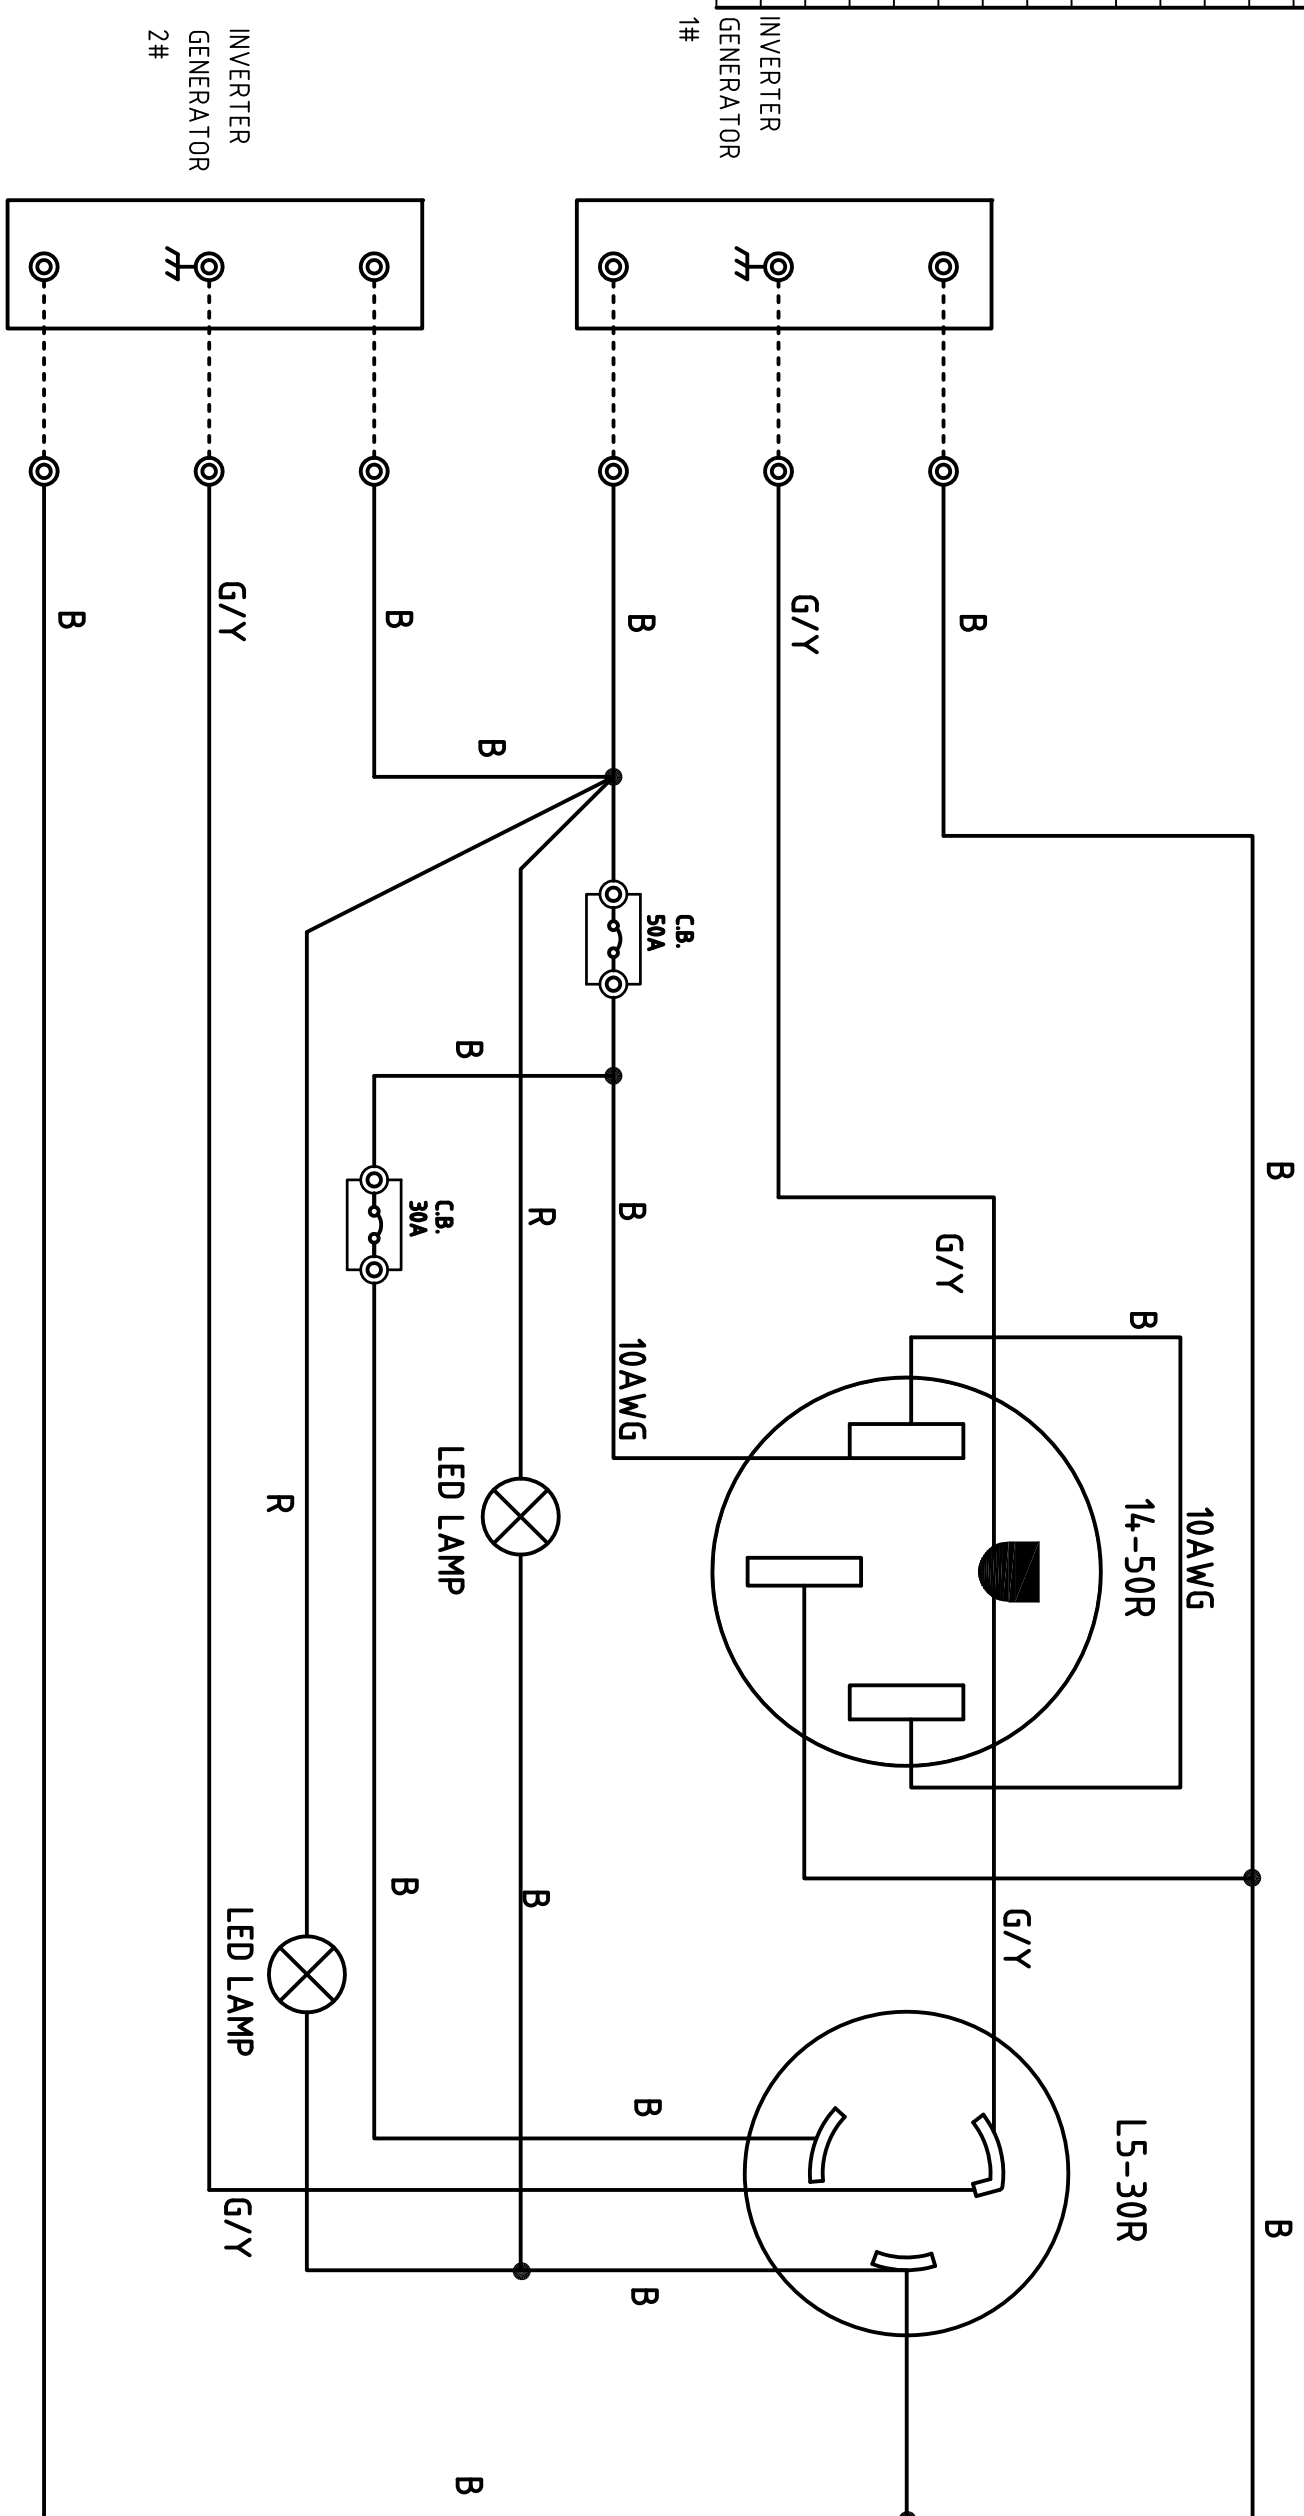 INVERTER
GENERATOR
1#
INVERTER
GENERATOR
2#
B
G/Y
B
B
G/Y
B
B
C.B.
50A
B
B
C.B.
30A
R
B
G/Y
B
10AWG
LED LAMP
R
14-50R
10AWG
B
B
G/Y
LED LAMP
B
L5-30R
G/Y
B
B
B